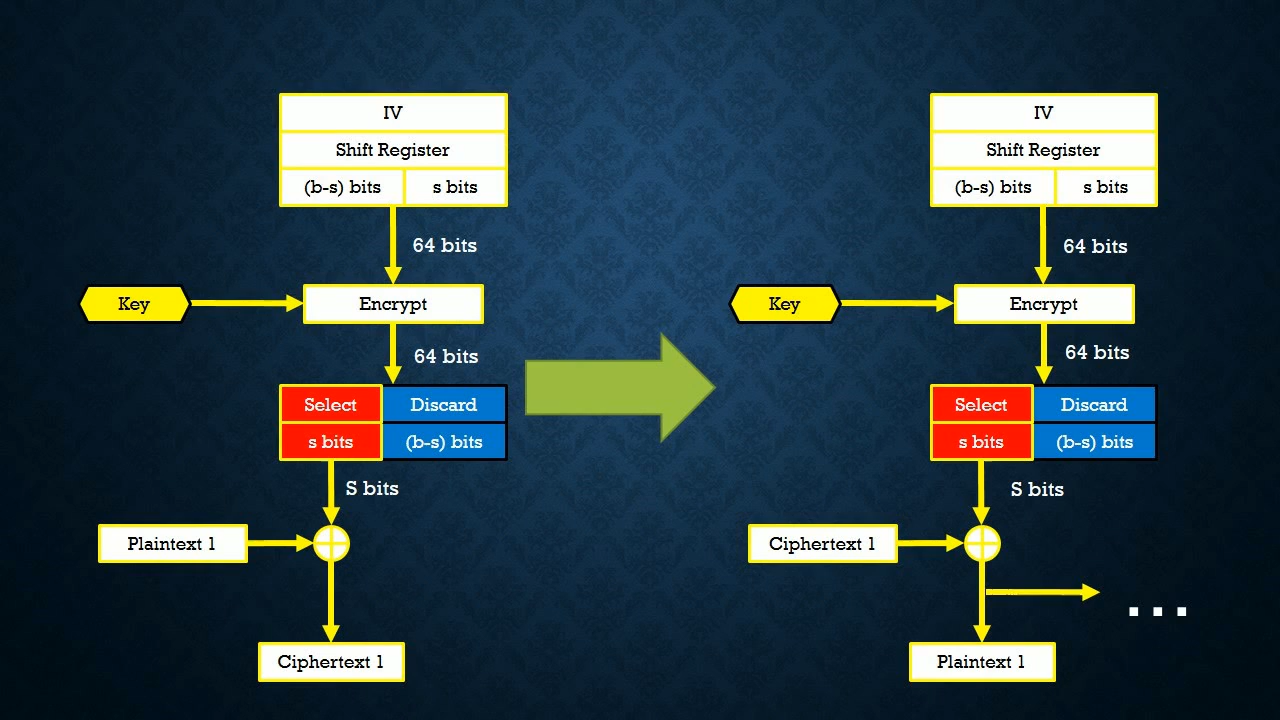 IV
Shift Register
(b-s) bits
s bits
64 bits
Key
Encrypt
64 bits
Select
Discard
s bits
(b-s) bits
S bits
Plaintext 1
Ciphertext 1
IV
Shift Register
(b-s) bits
s bits
64 bits
Key
Encrypt
64 bits
Select
Discard
s bits
(b-s) bits
S bits
Ciphertext 1
...
Plaintext 1